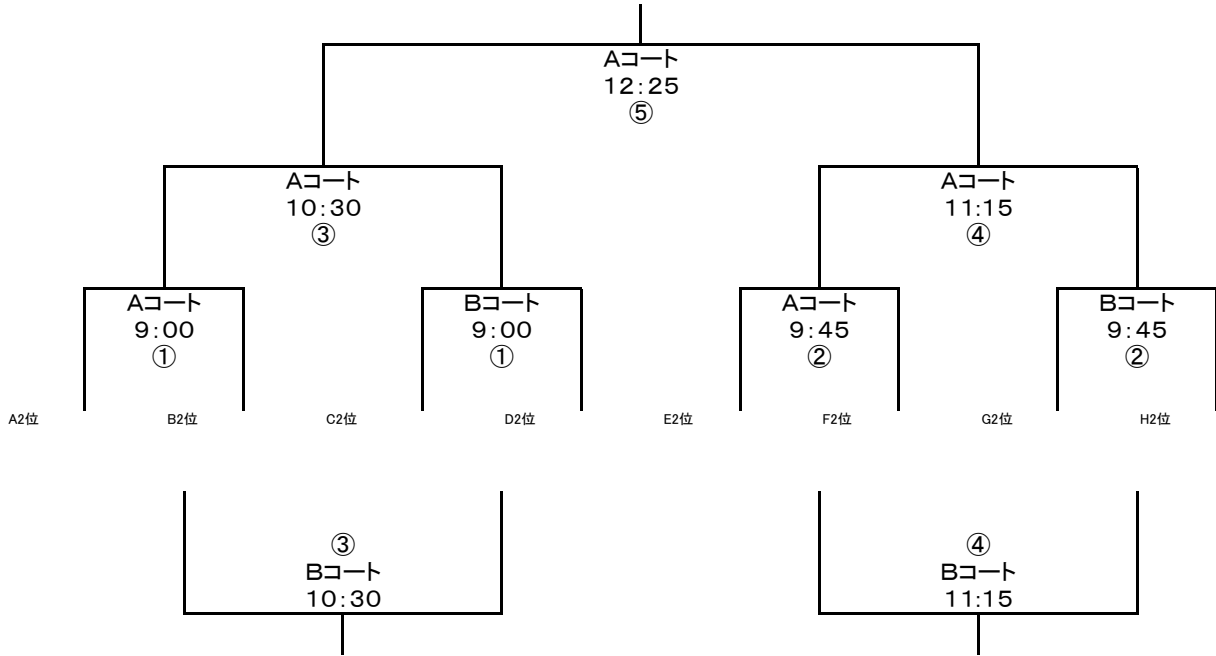 Aコート
12:25
⑤
Aコート
10:30
③
Aコート
11:15
④
Aコート
9:00
①
Bコート
9:00
①
Aコート
9:45
②
Bコート
9:45
②
A2位
B2位
C2位
D2位
E2位
F2位
G2位
H2位
③
Bコート
10:30
④
Bコート
11:15